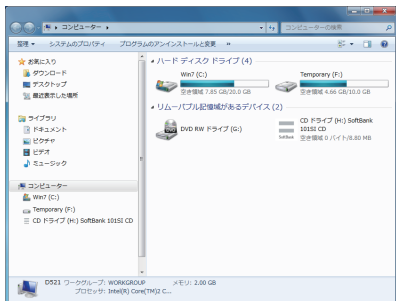 コンピューター
コンピューターの検索
整理
システムのプロパティ
プログラムのアンインストールと変更
»
お気に入り
ダウンロード
デスクトップ
最近表示した場所
ライブラリ
ドキュメント
ピクチャ
ビデオ
ミュージック
コンピューター
Win7 (C:)
Temporary (F:)
CD ドライブ (H:) SoftBank 101SI CD
ハード ディスク ドライブ (4)
Win7 (C:)
空き領域 7.65 GB/20.0 GB
Temporary (F:)
空き領域 4.66 GB/10.0 GB
リムーバブル記憶域があるデバイス (2)
DVD RW ドライブ (G:)
CD ドライブ (H:) SoftBank
101SI CD
空き領域 0 バイト/8.80 MB
D521 ワークグループ: WORKGROUP メモリ: 2.00 GB
プロセッサ: Intel(R) Core(TM)2 C...